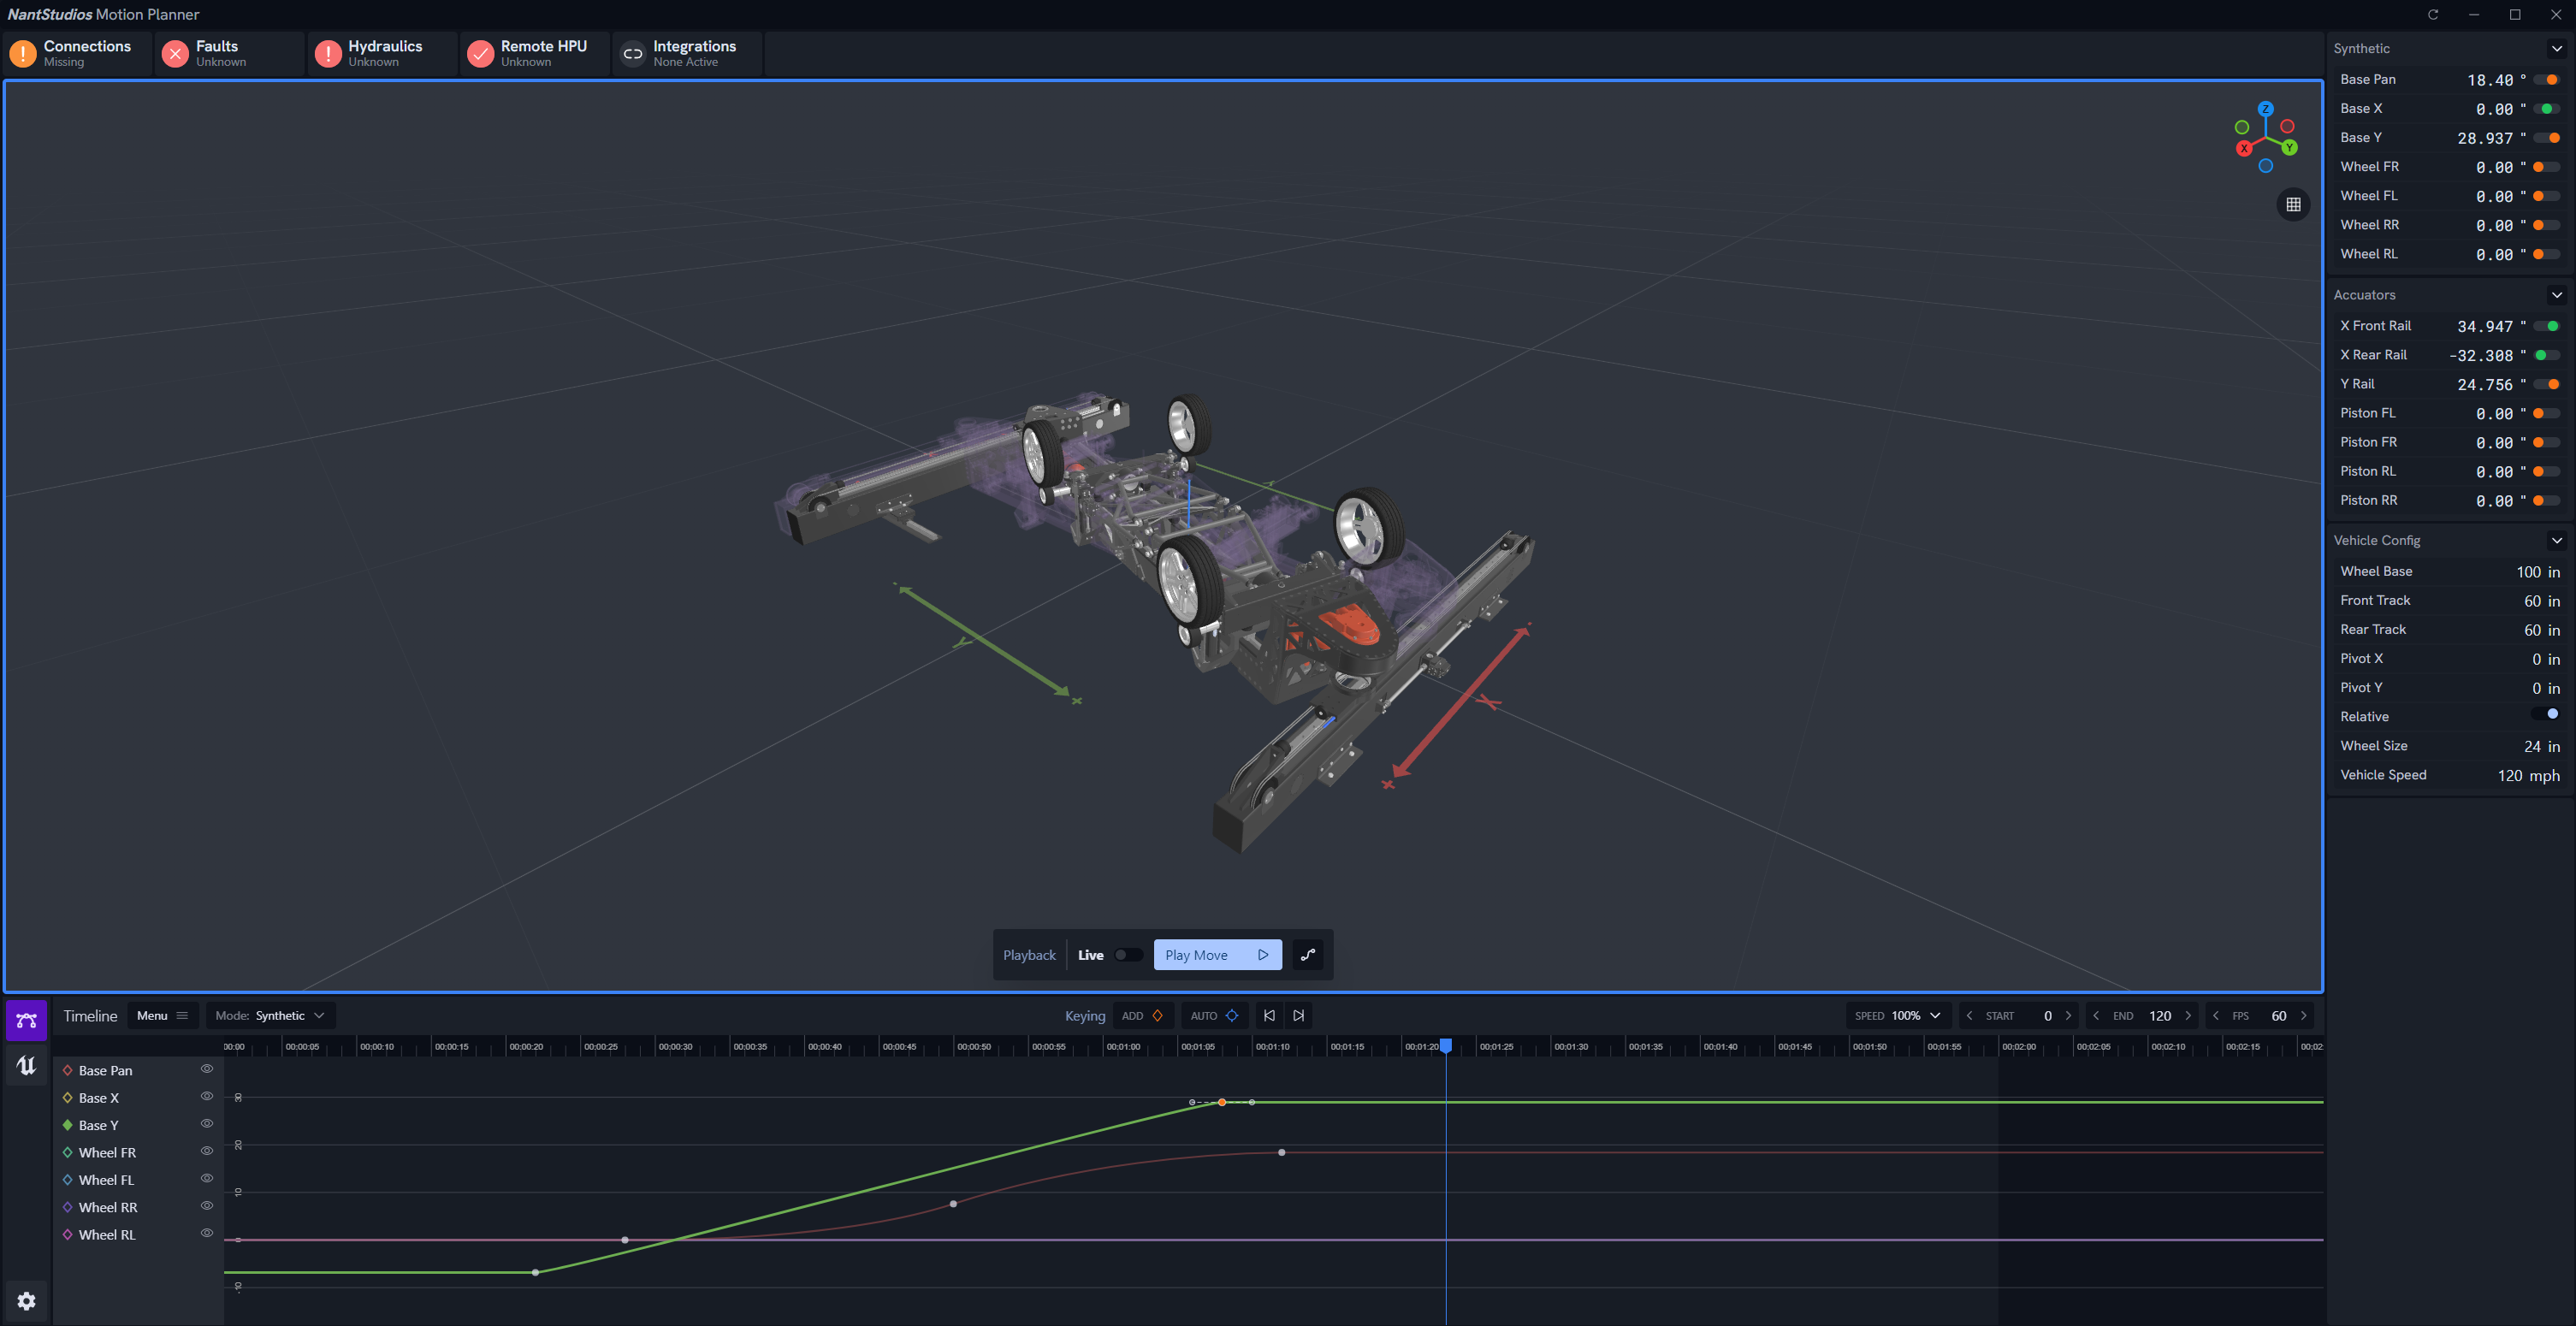 NantStudios Motion Planner
Connections
Missing
Faults
Unknown
Hydraulics
Unknown
Remote HPU
Unknown
Integrations
None Active
Z
X
Y
Y
X
Playback
Live
Play Move
Synthetic
Base Pan 18.40 °
Base X 0.00 "
Base Y 28.937 "
Wheel FR 0.00 "
Wheel FL 0.00 "
Wheel RR 0.00 "
Wheel RL 0.00 "
Accuators
X Front Rail 34.947 "
X Rear Rail -32.308 "
Y Rail 24.756 "
Piston FL 0.00 "
Piston FR 0.00 "
Piston RL 0.00 "
Piston RR 0.00 "
Vehicle Config
Wheel Base 100 in
Front Track 60 in
Rear Track 60 in
Pivot X 0 in
Pivot Y 0 in
Relative
Wheel Size 24 in
Vehicle Speed 120 mph
Timeline Menu Mode: Synthetic Keying ADD AUTO SPEED 100% START 0 END 120 FPS 60
00:00 00:00:05 00:00:10 00:00:15 00:00:20 00:00:25 00:00:30 00:00:35 00:00:40 00:00:45 00:00:50 00:00:55 00:01:00 00:01:05 00:01:10 00:01:15 00:01:20 00:01:25 00:01:30 00:01:35 00:01:40 00:01:45 00:01:50 00:01:55 00:02:00 00:02:05 00:02:10 00:02:15 00:02
Base Pan
Base X
Base Y
Wheel FR
Wheel FL
Wheel RR
Wheel RL
30
20
10
0
-10